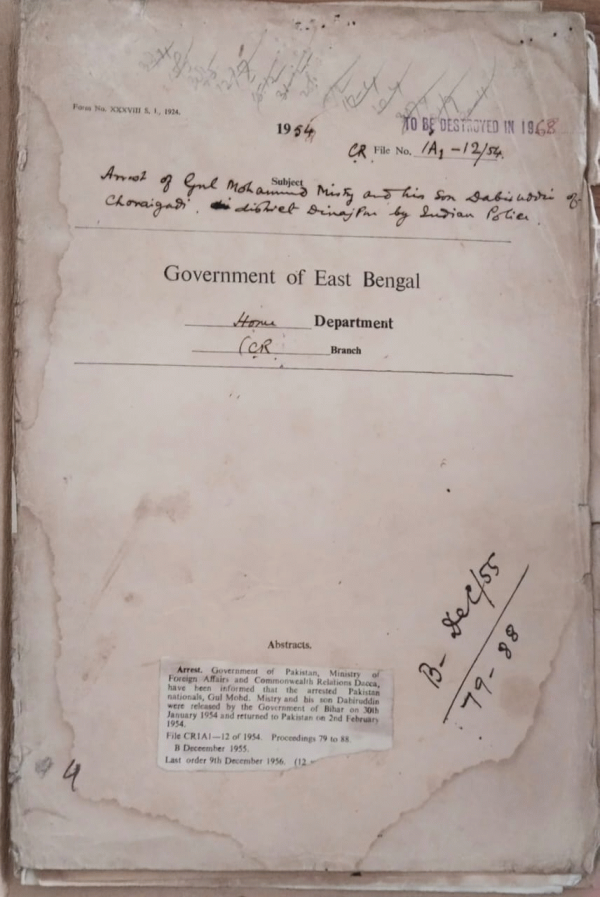 Form No. XXXVIII S. 1, 1924.
1954
TO BE DESTROYED IN 1968
CR. File No. 1A1-12/54.
Subject
Arrest of Gul Mohammed Misty and his Son Dabiruddin of
Choraigadi, district Dinajpur by Indian Police.
Government of East Bengal
Home Department
CR Branch
B- Dec/55
79-88
Abstracts.
Arrest. Government of Pakistan, Ministry of
Foreign Affairs and Commonwealth Relations Dacca,
have been informed that the arrested Pakistan
nationals, Gul Mohd. Mistry and his son Dabiruddin
were released by the Government of Bihar on 30th
January 1954 and returned to Pakistan on 2nd February
1954.
File CR1A1—12 of 1954. Proceedings 79 to 88
B Deceember 1955.
Last order 9th December 1956. (12